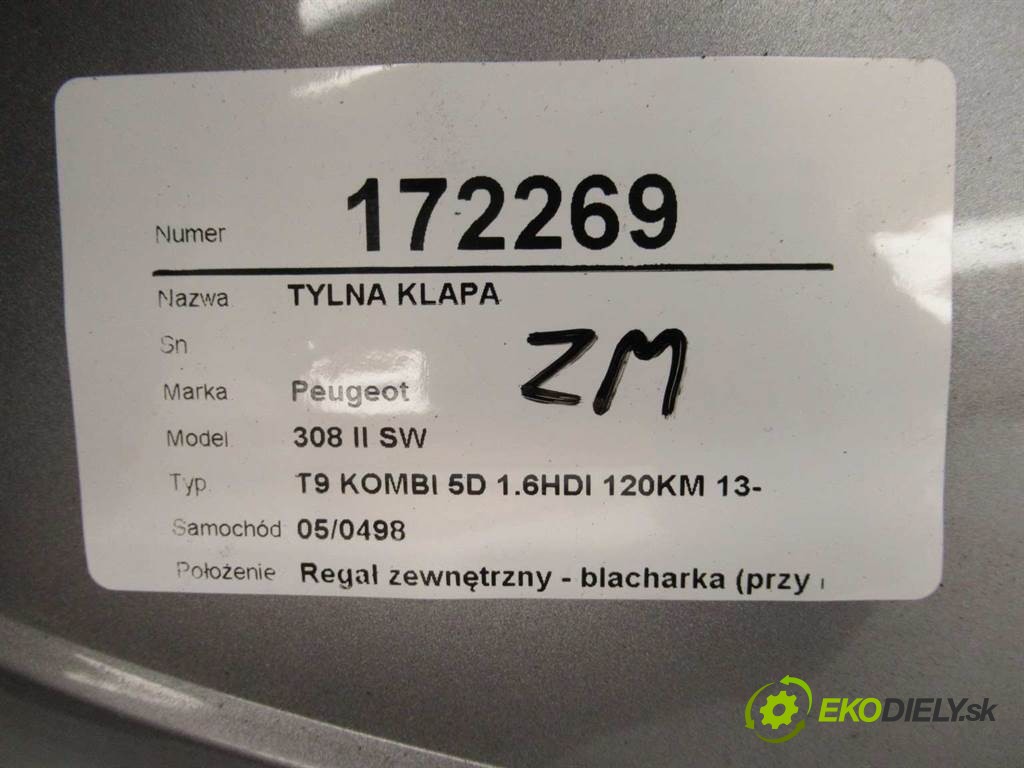 Numer 172269
Nazwa TYLNA KLAPA
Sn
ZM
Marka Peugeot
Model 308 II SW
Typ T9 KOMBI 5D 1.6HDI 120KM 13-
Samochód 05/0498
Położenie Regał zewnętrzny - blacharka (przy
EKODIELY.sk